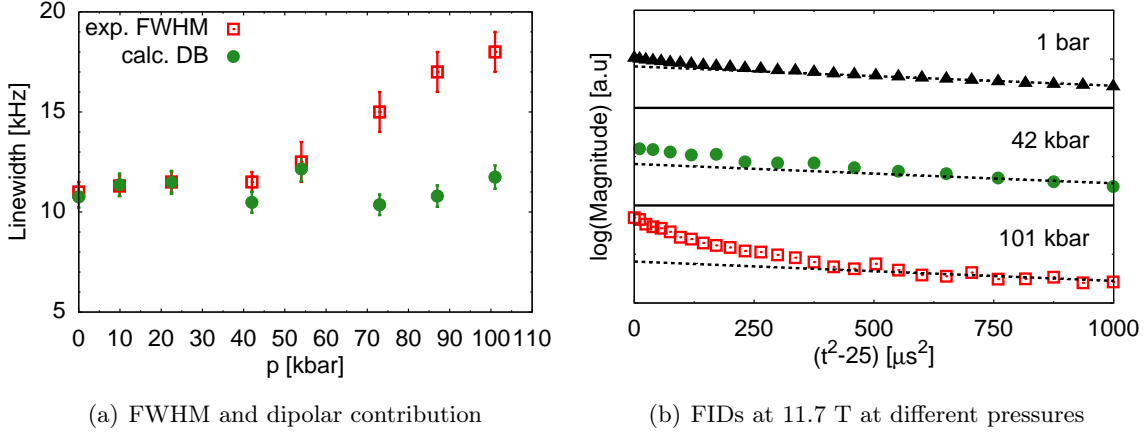 exp. FWHM
calc. DB
Linewidth [kHz]
20
15
10
5
0 10 20 30 40 50 60 70 80 90 100 110
p [kbar]
(a) FWHM and dipolar contribution
log(Magnitude) [a.u]
1 bar
42 kbar
101 kbar
0 250 500 750 1000
(t^2-25) [μs²]
(b) FIDs at 11.7 T at different pressures